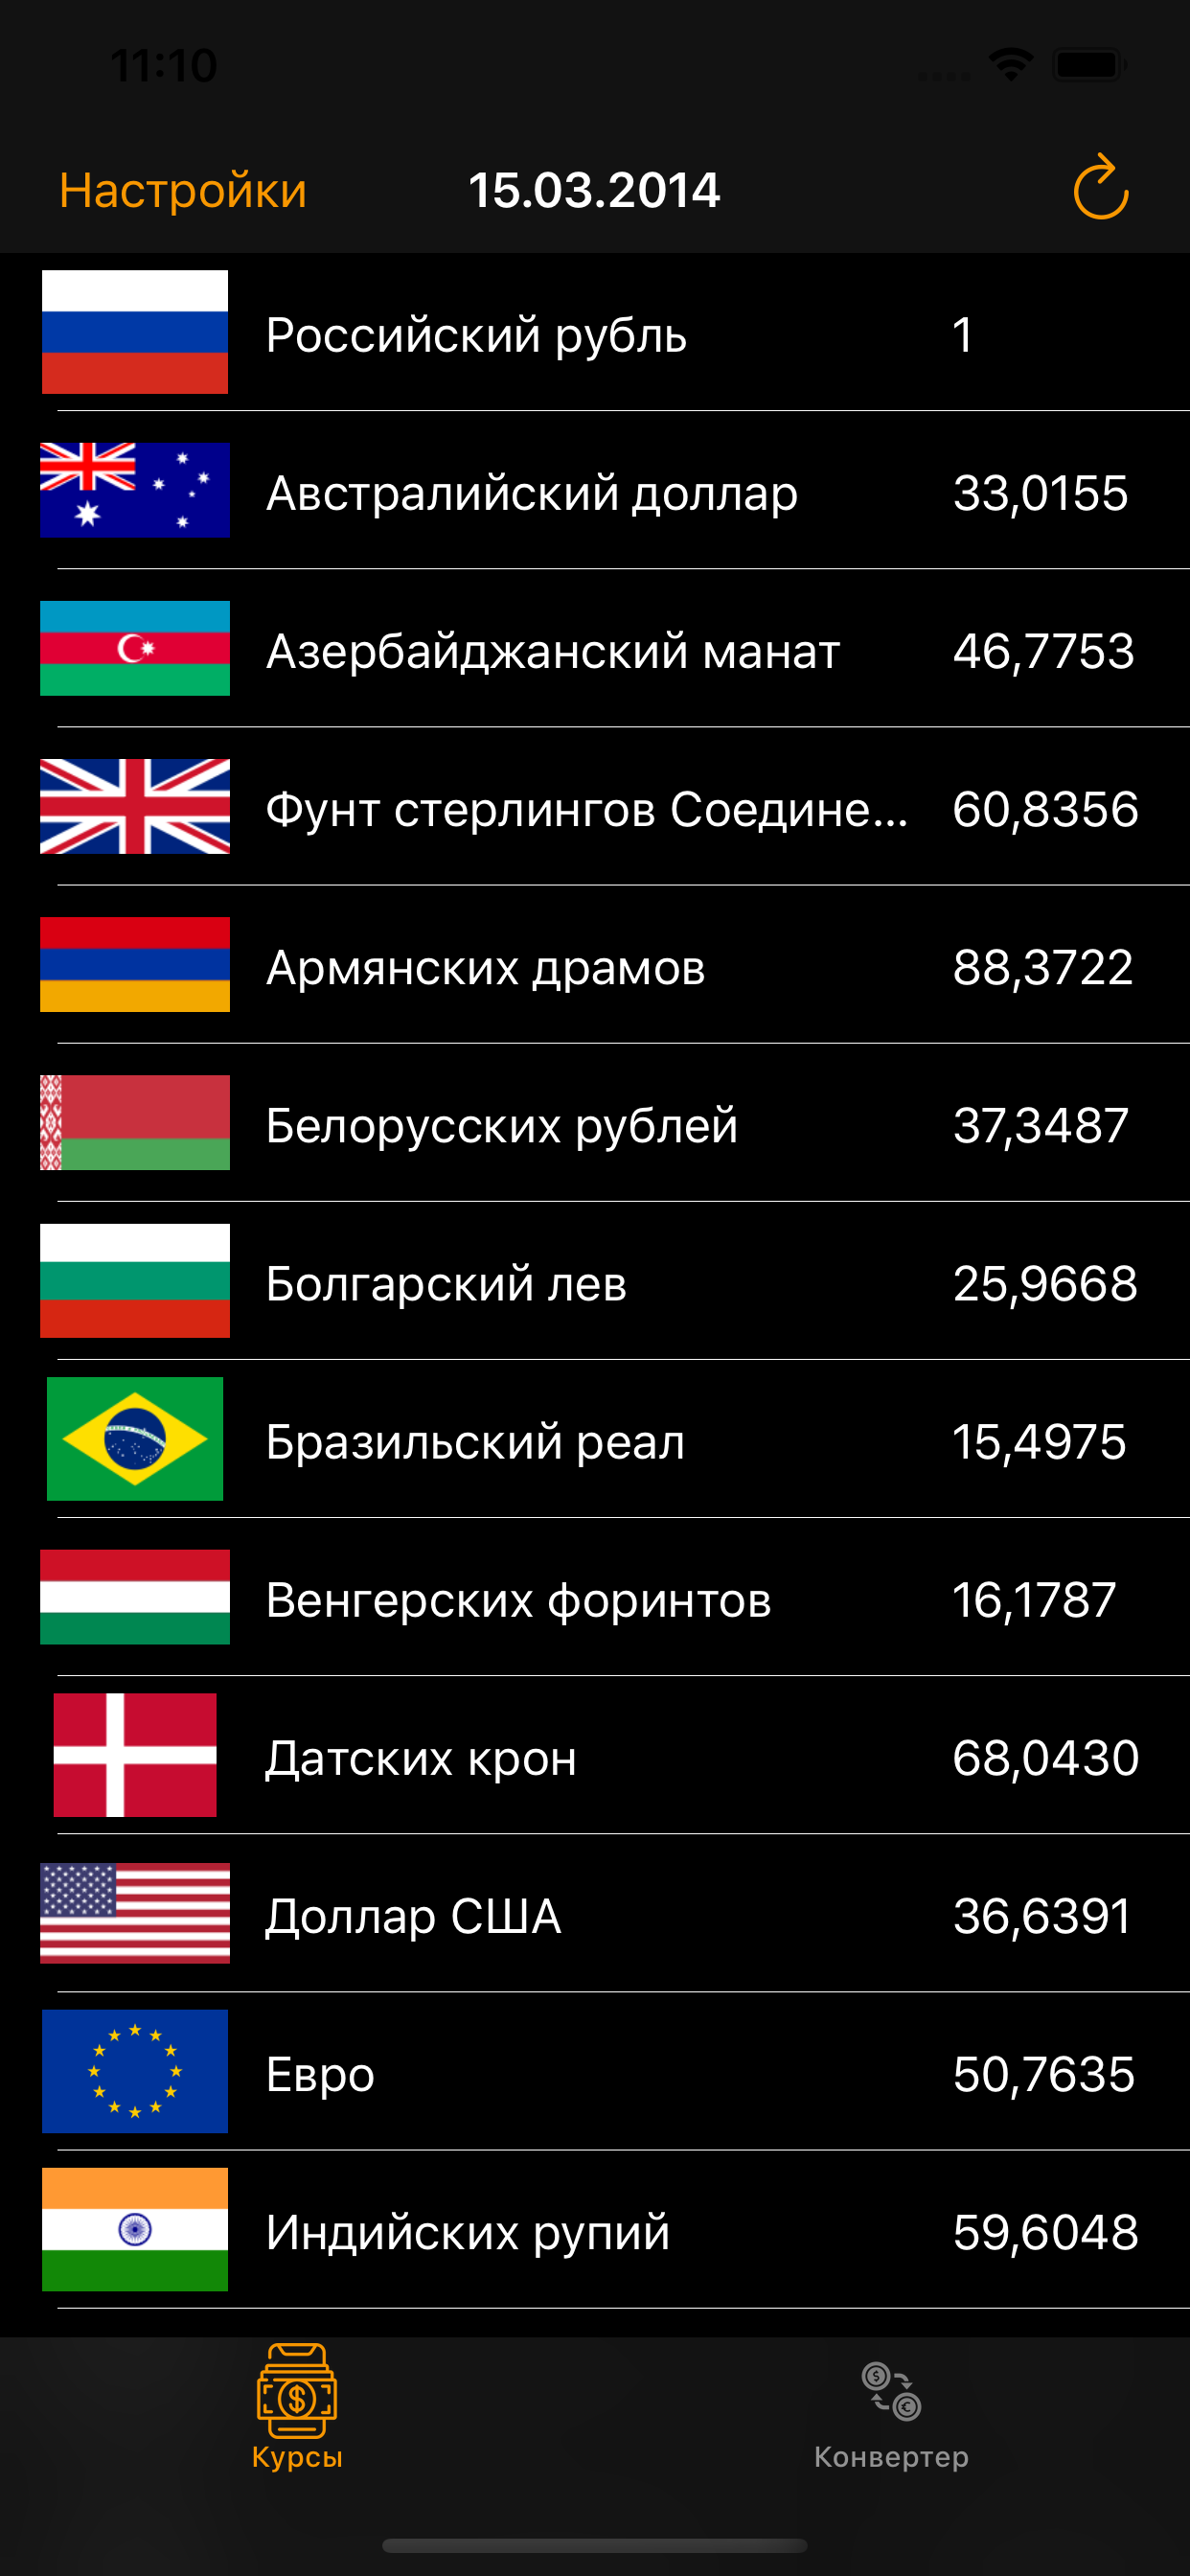 11:10
Настройки 15.03.2014
Российский рубль 1
Австралийский доллар 33,0155
Азербайджанский манат 46,7753
Фунт стерлингов Соедине... 60,8356
Армянских драмов 88,3722
Белорусских рублей 37,3487
Болгарский лев 25,9668
Бразильский реал 15,4975
Венгерских форинтов 16,1787
Датских крон 68,0430
Доллар США 36,6391
Евро 50,7635
Индийских рупий 59,6048
Курсы Конвертер